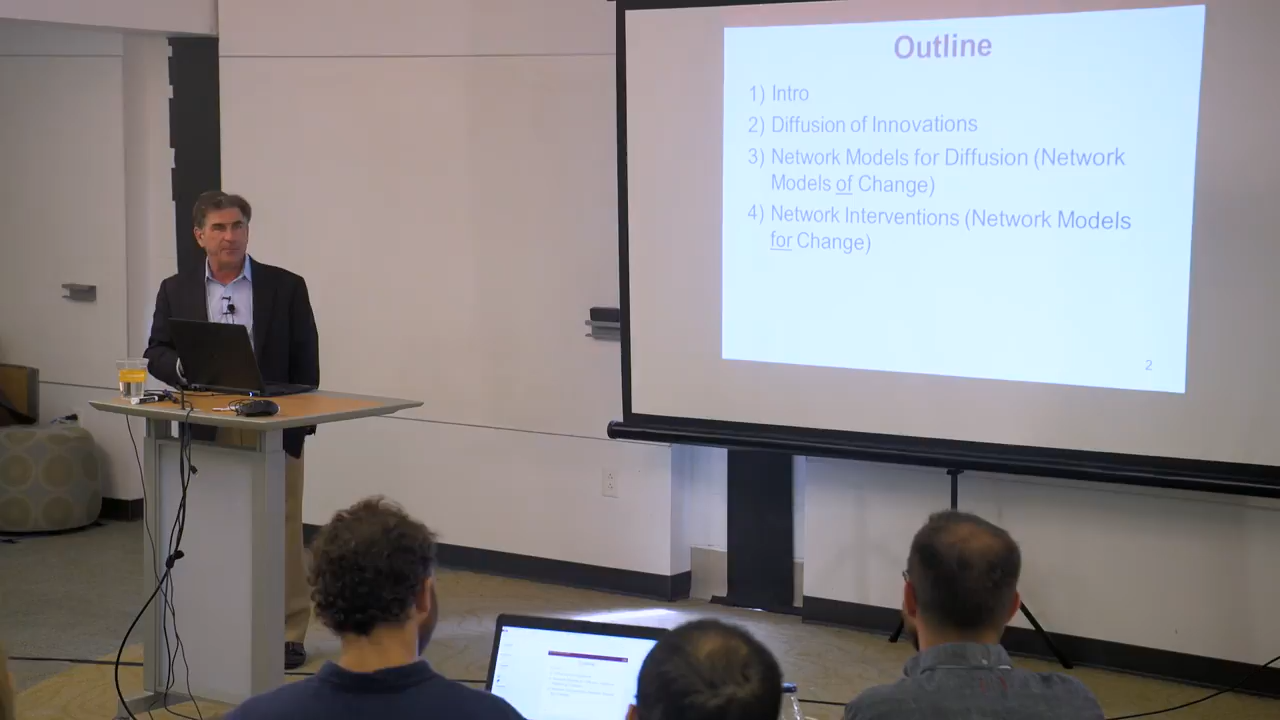 Outline
1) Intro
2) Diffusion of Innovations
3) Network Models for Diffusion (Network
Models of Change)
4) Network Interventions (Network Models
for Change)
2